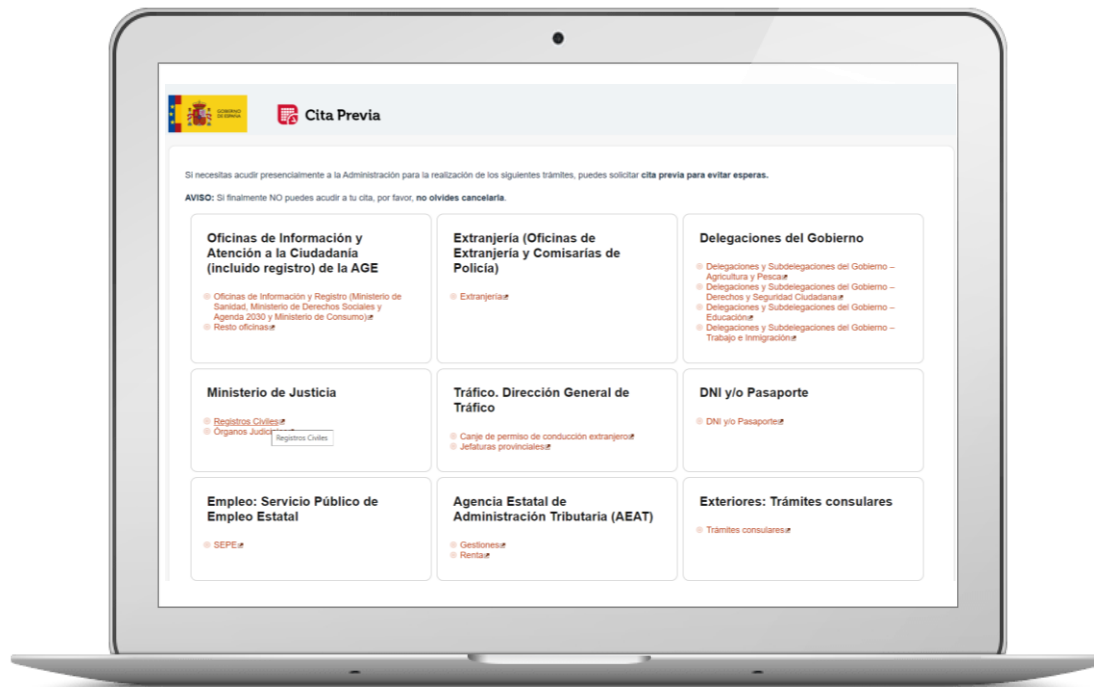 GOBIERNO
DE ESPAÑA
Cita Previa
Si necesitas acudir presencialmente a la Administración para la realización de los siguientes trámites, puedes solicitar cita previa para evitar esperas.
AVISO: Si finalmente NO puedes acudir a tu cita, por favor, no olvides cancelarla.
Oficinas de Información y
Atención a la Ciudadanía
(incluido registro) de la AGE
Oficinas de Información y Registro (Ministerio de
Sanidad, Ministerio de Derechos Sociales y
Agenda 2030 y Ministerio de Consumo)
Resto oficinas
Extranjería (Oficinas de
Extranjería y Comisarías de
Policía)
Extranjería
Delegaciones del Gobierno
Delegaciones y Subdelegaciones del Gobierno –
Agricultura y Pesca
Delegaciones y Subdelegaciones del Gobierno –
Derechos y Seguridad Ciudadana
Delegaciones y Subdelegaciones del Gobierno –
Educación
Delegaciones y Subdelegaciones del Gobierno –
Trabajo e Inmigración
Ministerio de Justicia
Registros Civiles
Órganos Judici
Registros Civiles
Tráfico. Dirección General de
Tráfico
Canje de permiso de conducción extranjero
Jefaturas provinciales
DNI y/o Pasaporte
DNI y/o Pasaporte
Empleo: Servicio Público de
Empleo Estatal
SEPE
Agencia Estatal de
Administración Tributaria (AEAT)
Gestiones
Renta
Exteriores: Trámites consulares
Trámites consulares